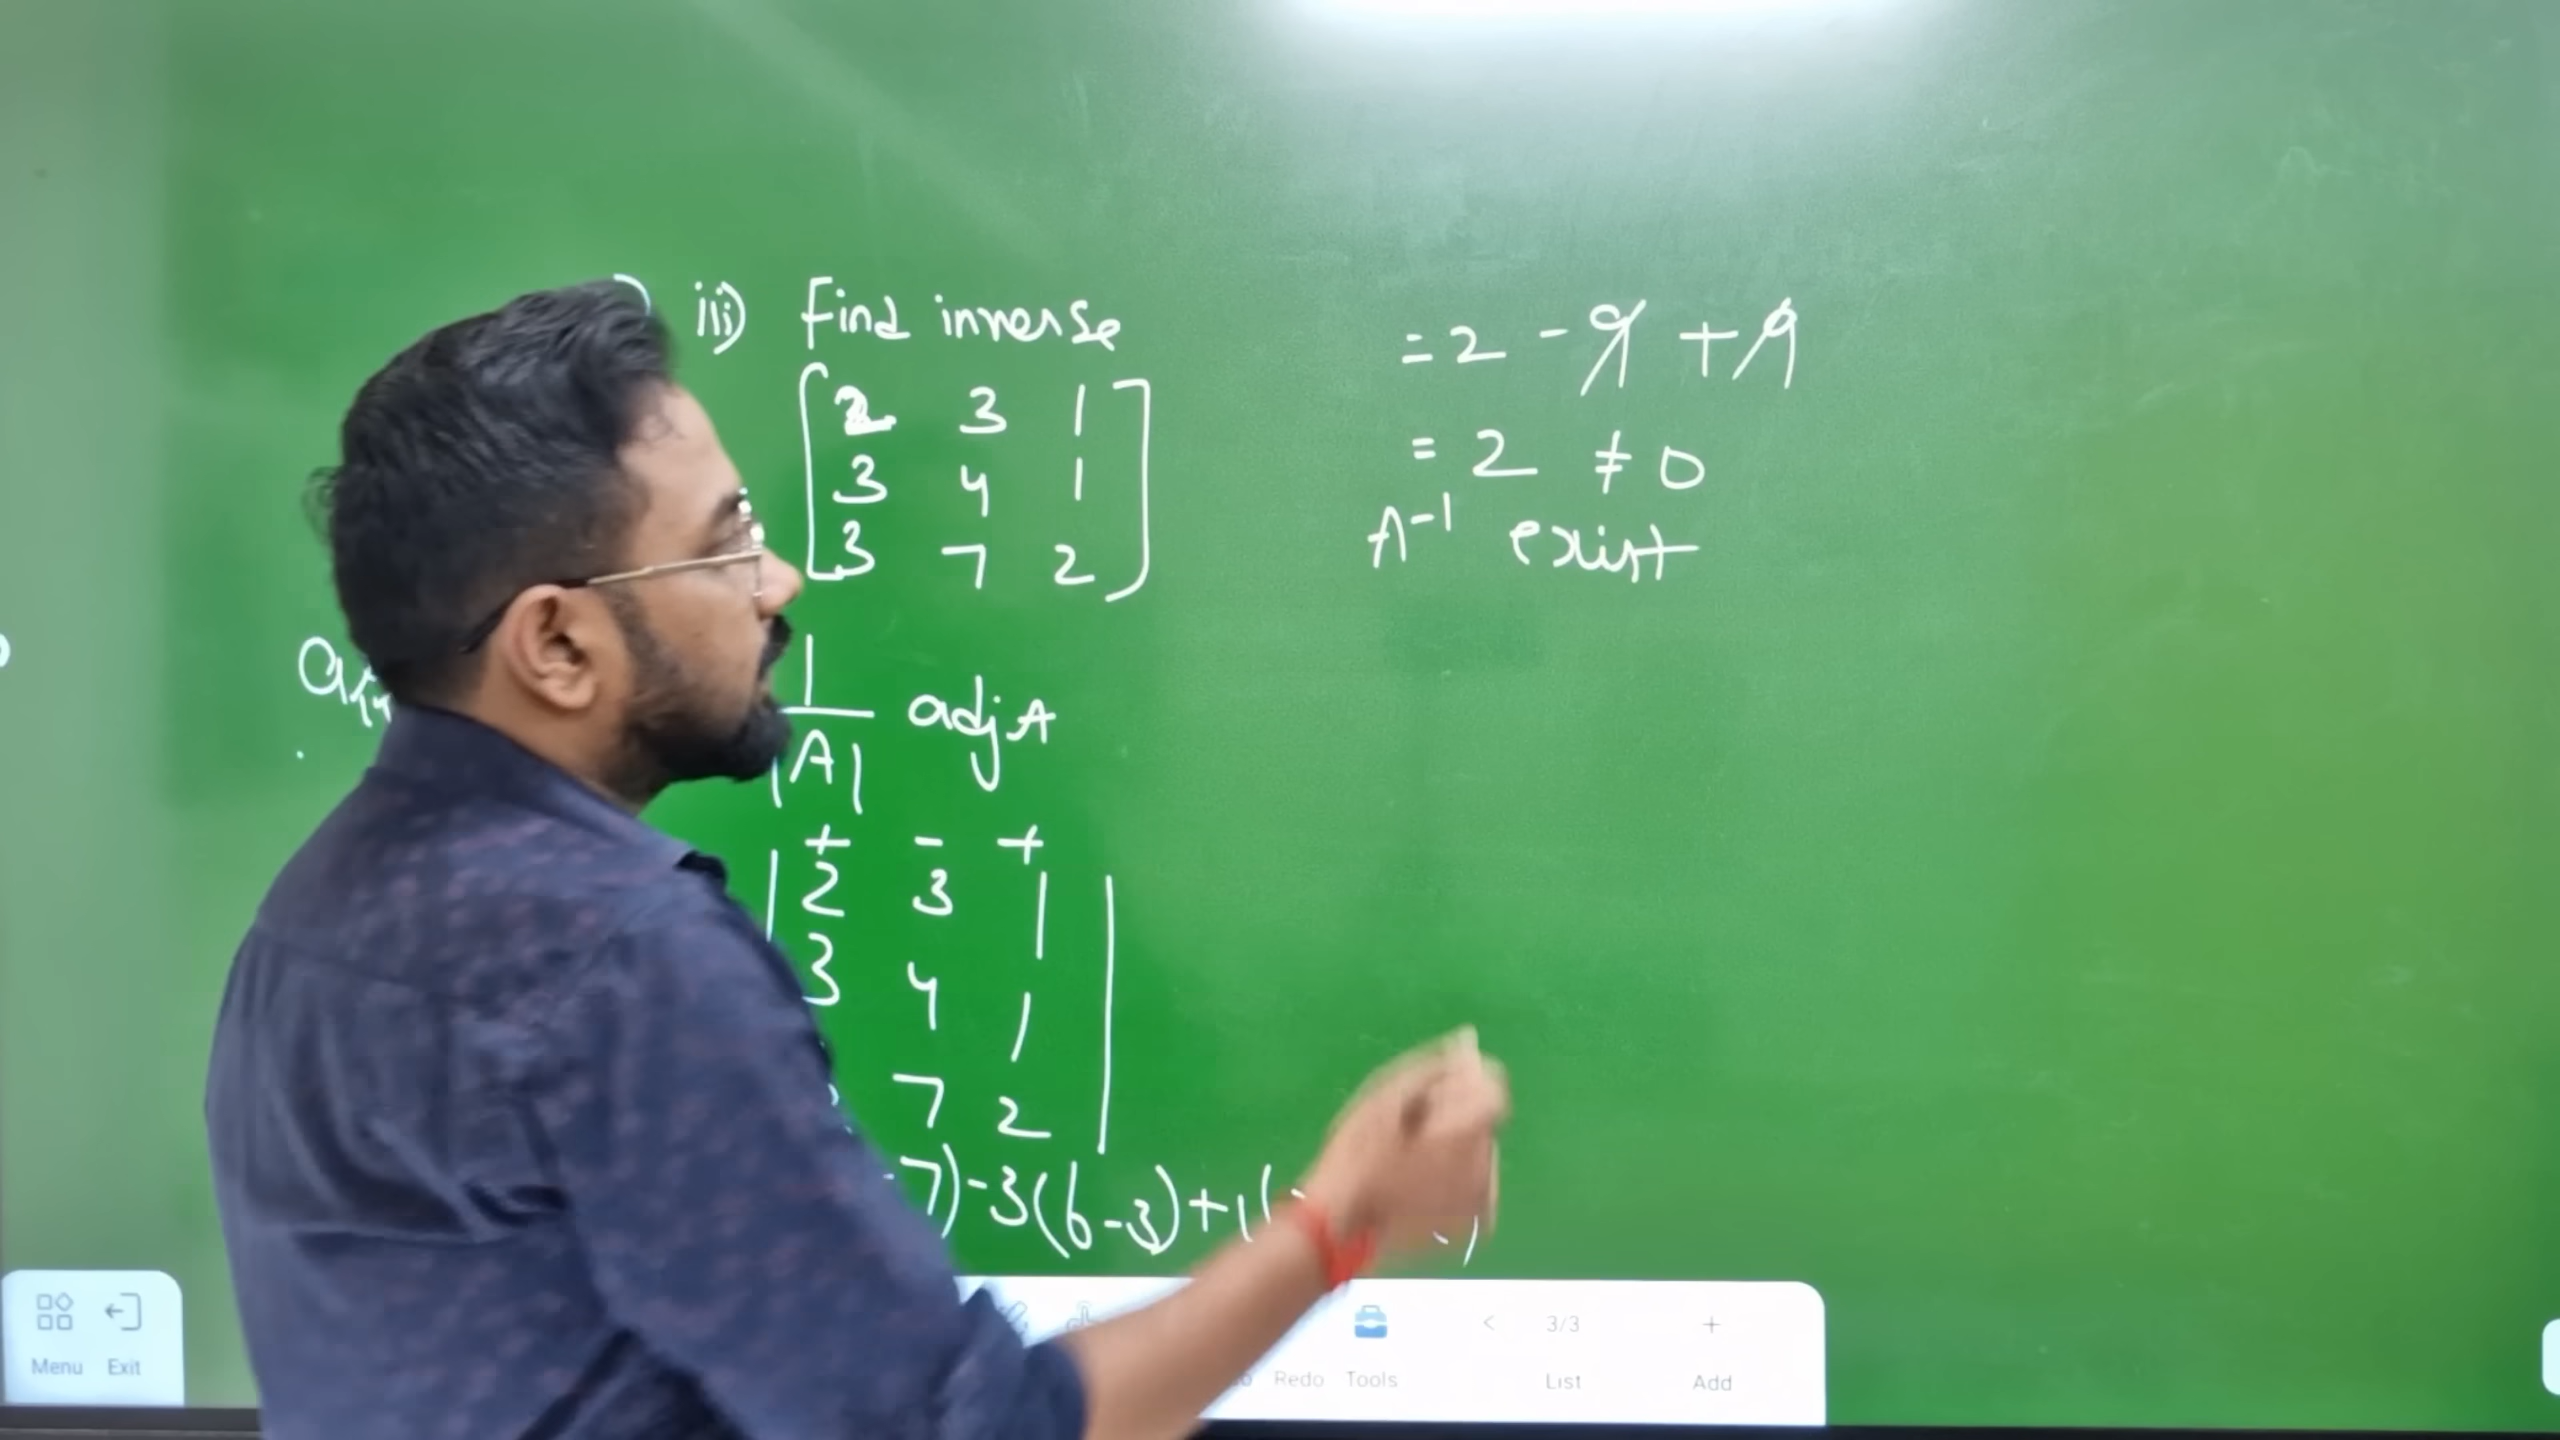 iii) Find inverse
2 3 1
3 4 1
3 7 2
1
|A| adj A
+ - +
2 3 1
3 4 1
7 2
-7)-3(6-3)+1(
= 2 - 9 + 9
= 2 ≠ 0
A⁻¹ exist
Menu Exit
Redo Tools
< 3/3 +
List Add